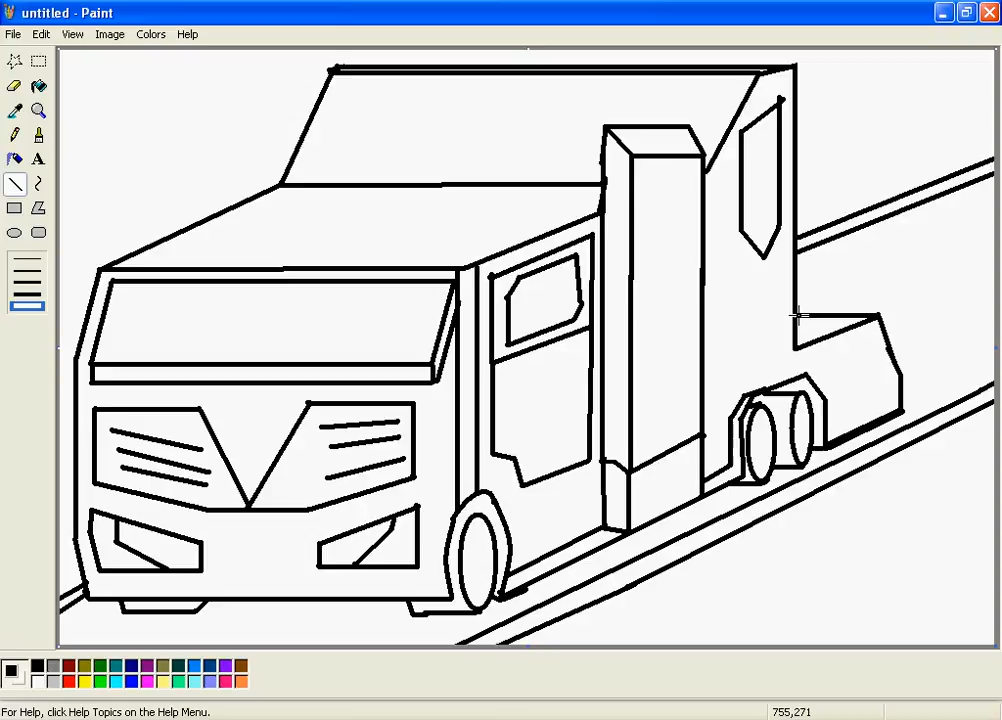 untitled - Paint
File Edit View Image Colors Help
A
For Help, click Help Topics on the Help Menu.
755,271